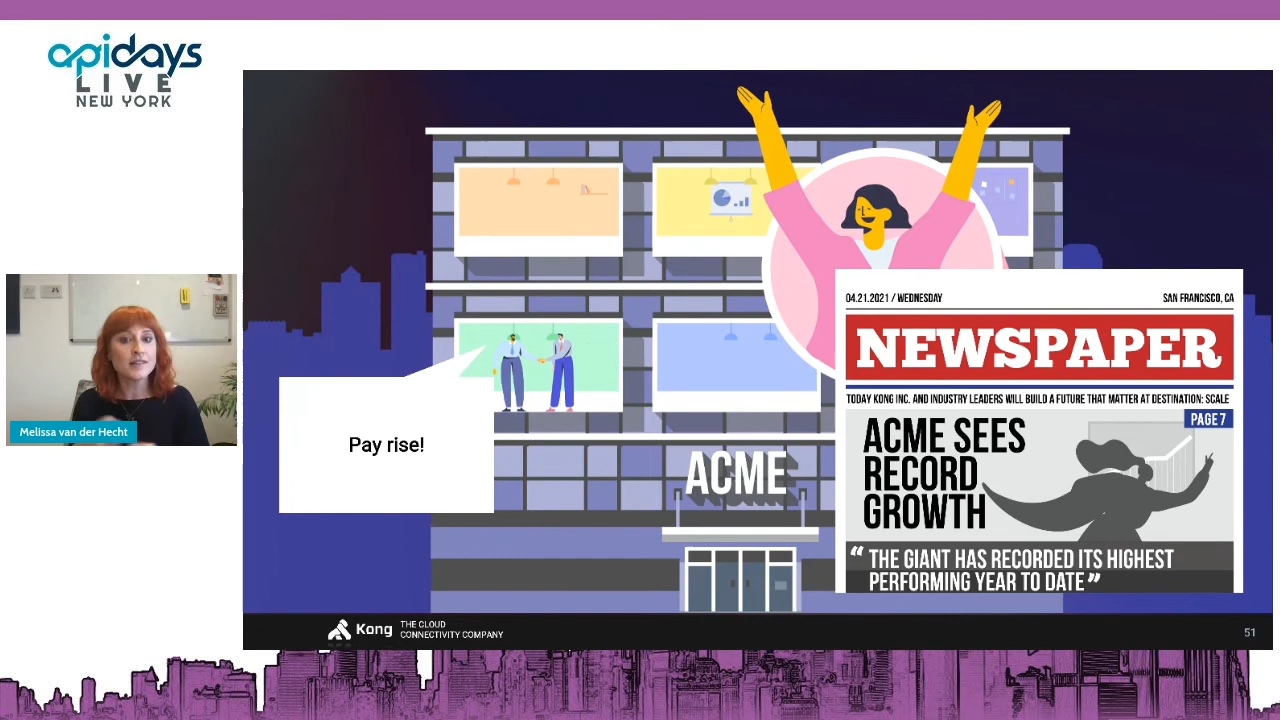 apidays
LIVE
NEW YORK
Melissa van der Hecht
Pay rise!
ACME
04.21.2021 / WEDNESDAY
SAN FRANCISCO, CA
NEWSPAPER
TODAY KONG INC. AND INDUSTRY LEADERS WILL BUILD A FUTURE THAT MATTER AT DESTINATION: SCALE
PAGE 7
ACME SEES
RECORD
GROWTH
“ THE GIANT HAS RECORDED ITS HIGHEST
PERFORMING YEAR TO DATE ”
Kong
THE CLOUD
CONNECTIVITY COMPANY
51